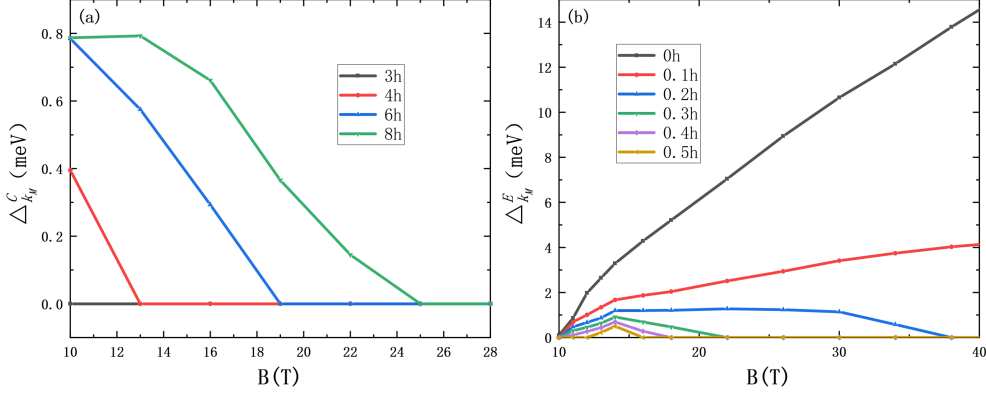 (a)
0.8
0.6
0.4
0.2
0.0
Δ^C_{k_M} (meV)
3h
4h
6h
8h
10 12 14 16 18 20 22 24 26 28
B(T)
(b)
14
12
10
8
6
4
2
0
Δ^E_{k_M} (meV)
0h
0.1h
0.2h
0.3h
0.4h
0.5h
10 20 30 40
B(T)